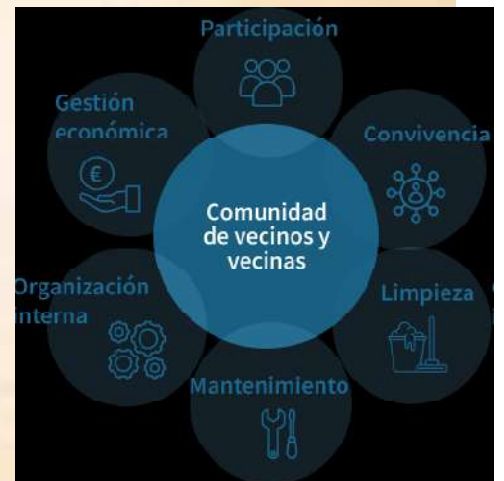 Participación
Gestión
económica
Convivencia
€
Comunidad
de vecinos y
vecinas
Organización
interna
Limpieza
Mantenimiento